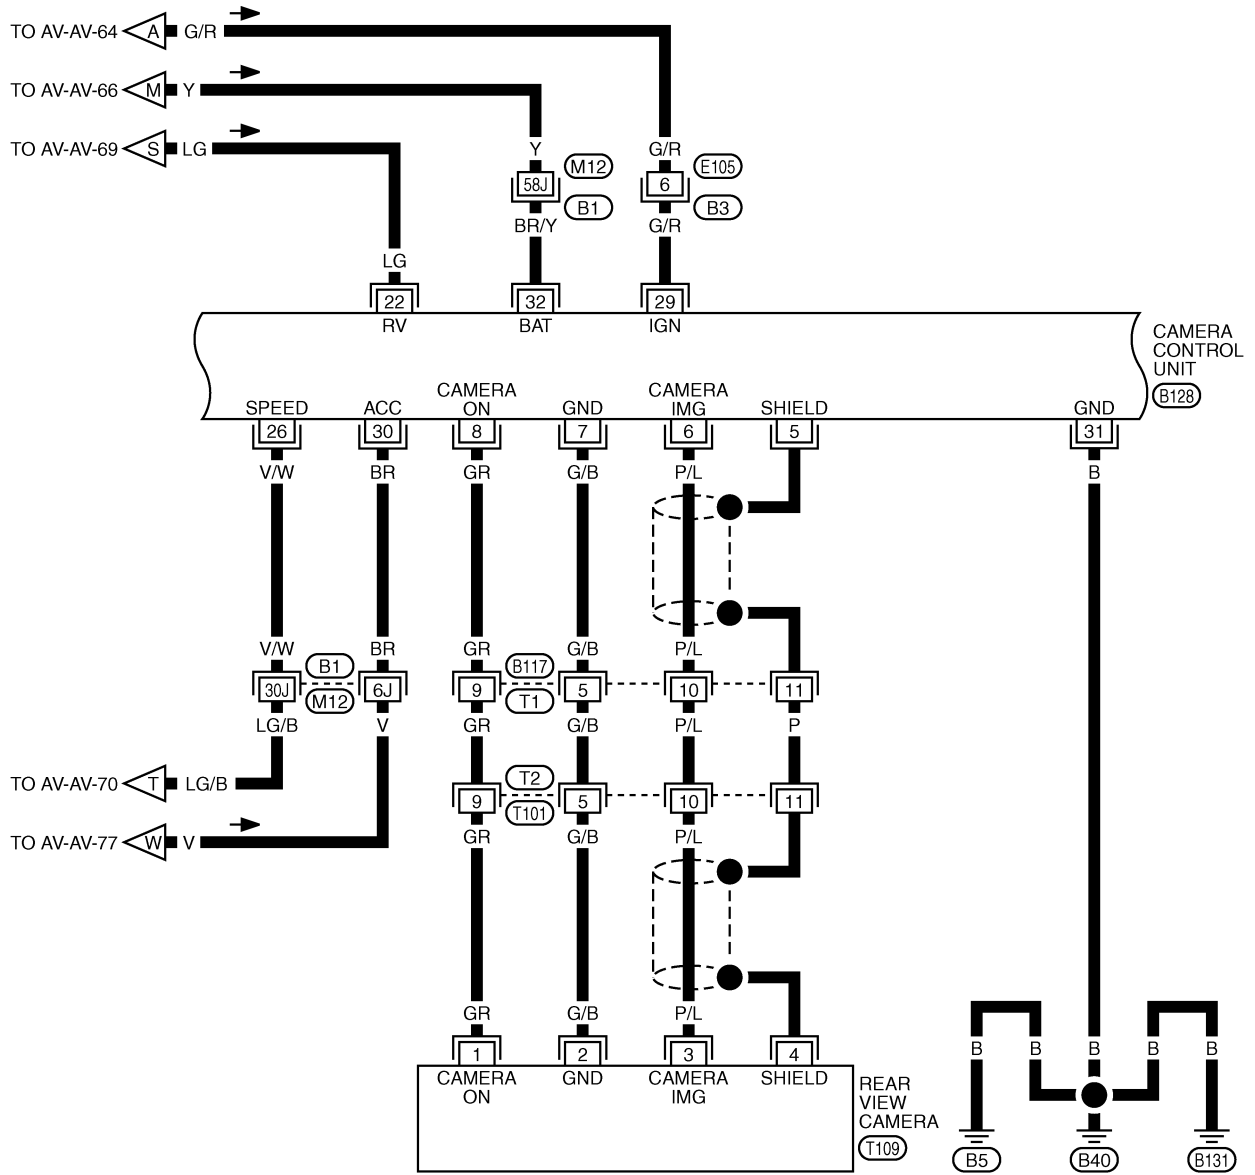 TO AV-AV-64 A G/R
TO AV-AV-66 M Y
TO AV-AV-69 S LG
Y G/R
58J M12 6 E105
B1 B3
BR/Y G/R
LG
22 32 29
RV BAT IGN
CAMERA
CONTROL
UNIT
B128
SPEED ACC CAMERA
ON GND CAMERA
IMG SHIELD GND
26 30 8 7 6 5 31
V/W BR GR G/B P/L B
V/W BR GR G/B P/L
B1 B117
30J 6J 9 5 10 11
M12 T1
LG/B V GR G/B P/L P
TO AV-AV-70 T LG/B
T2
9 5 10 11
T101
TO AV-AV-77 W V
GR G/B P/L
GR G/B P/L
1 2 3 4
CAMERA
ON GND CAMERA
IMG SHIELD
REAR
VIEW
CAMERA
T109
B B B B B
B5 B40 B131